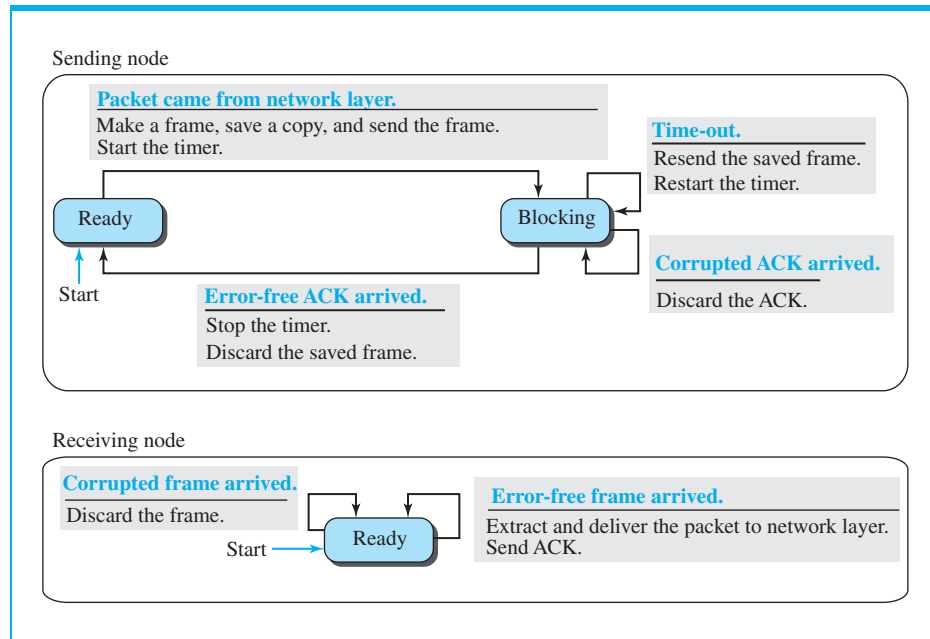 Sending node
Packet came from network layer.
Make a frame, save a copy, and send the frame.
Start the timer.
Time-out.
Resend the saved frame.
Restart the timer.
Ready
Blocking
Start
Error-free ACK arrived.
Stop the timer.
Discard the saved frame.
Corrupted ACK arrived.
Discard the ACK.
Receiving node
Corrupted frame arrived.
Discard the frame.
Start
Ready
Error-free frame arrived.
Extract and deliver the packet to network layer.
Send ACK.